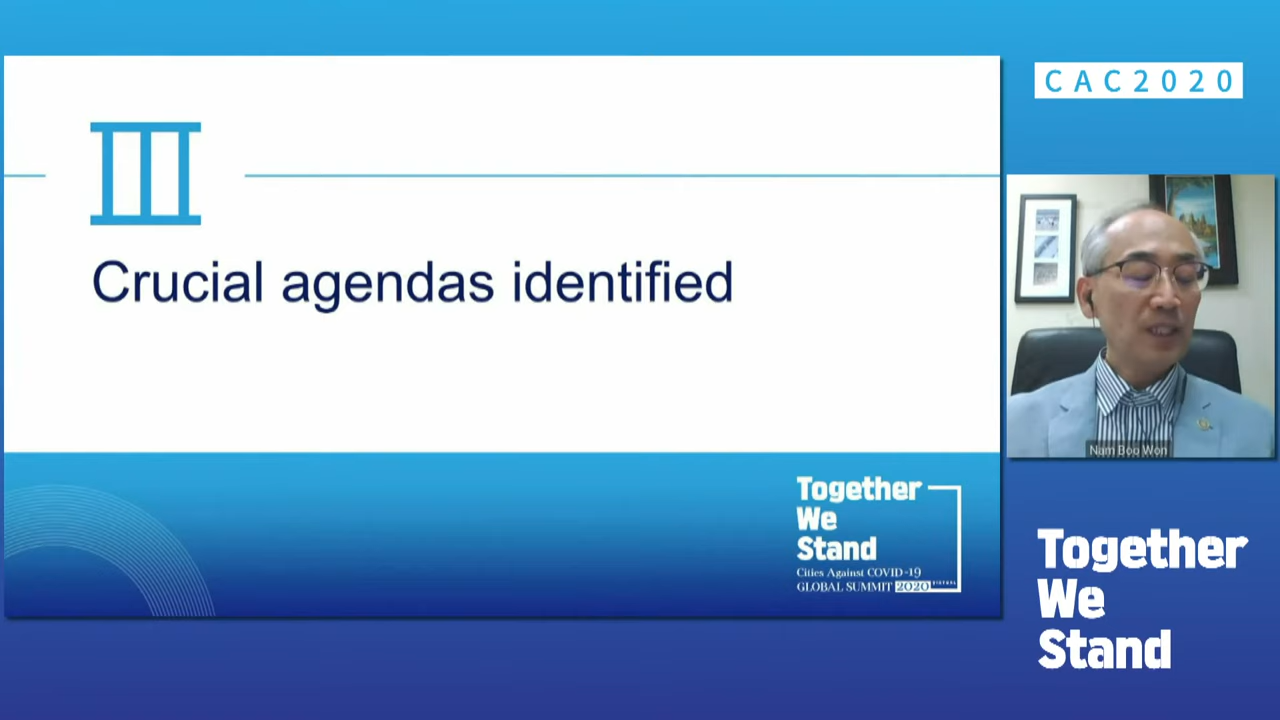 III
Crucial agendas identified
Together
We
Stand
Cities Against COVID-19
GLOBAL SUMMIT 2020 VIRTUAL
CAC2020
Nam Boo Won
Together
We
Stand